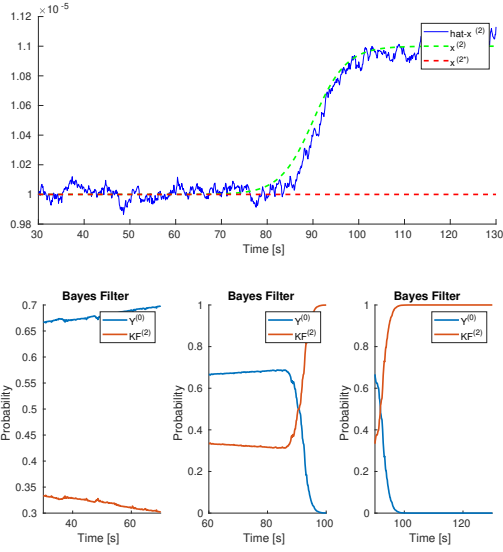 ×10⁻⁵
1.12
1.1
1.08
1.06
1.04
1.02
1
0.98
30 40 50 60 70 80 90 100 110 120 130
Time [s]
hat-x ⁽²⁾
x⁽²⁾
x⁽²*⁾
Bayes Filter
Probability
0.7
0.65
0.6
0.55
0.5
0.45
0.4
0.35
0.3
40 60
Time [s]
Y⁽⁰⁾
KF⁽²⁾
Bayes Filter
Probability
1
0.8
0.6
0.4
0.2
0
60 80 100
Time [s]
Y⁽⁰⁾
KF⁽²⁾
Bayes Filter
Probability
1
0.8
0.6
0.4
0.2
0
100 120
Time [s]
Y⁽⁰⁾
KF⁽²⁾